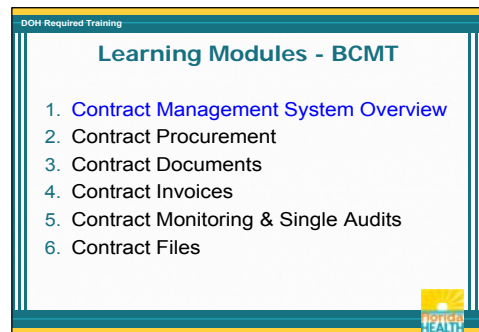 DOH Required Training
Learning Modules - BCMT
1. Contract Management System Overview
2. Contract Procurement
3. Contract Documents
4. Contract Invoices
5. Contract Monitoring & Single Audits
6. Contract Files
Florida
HEALTH